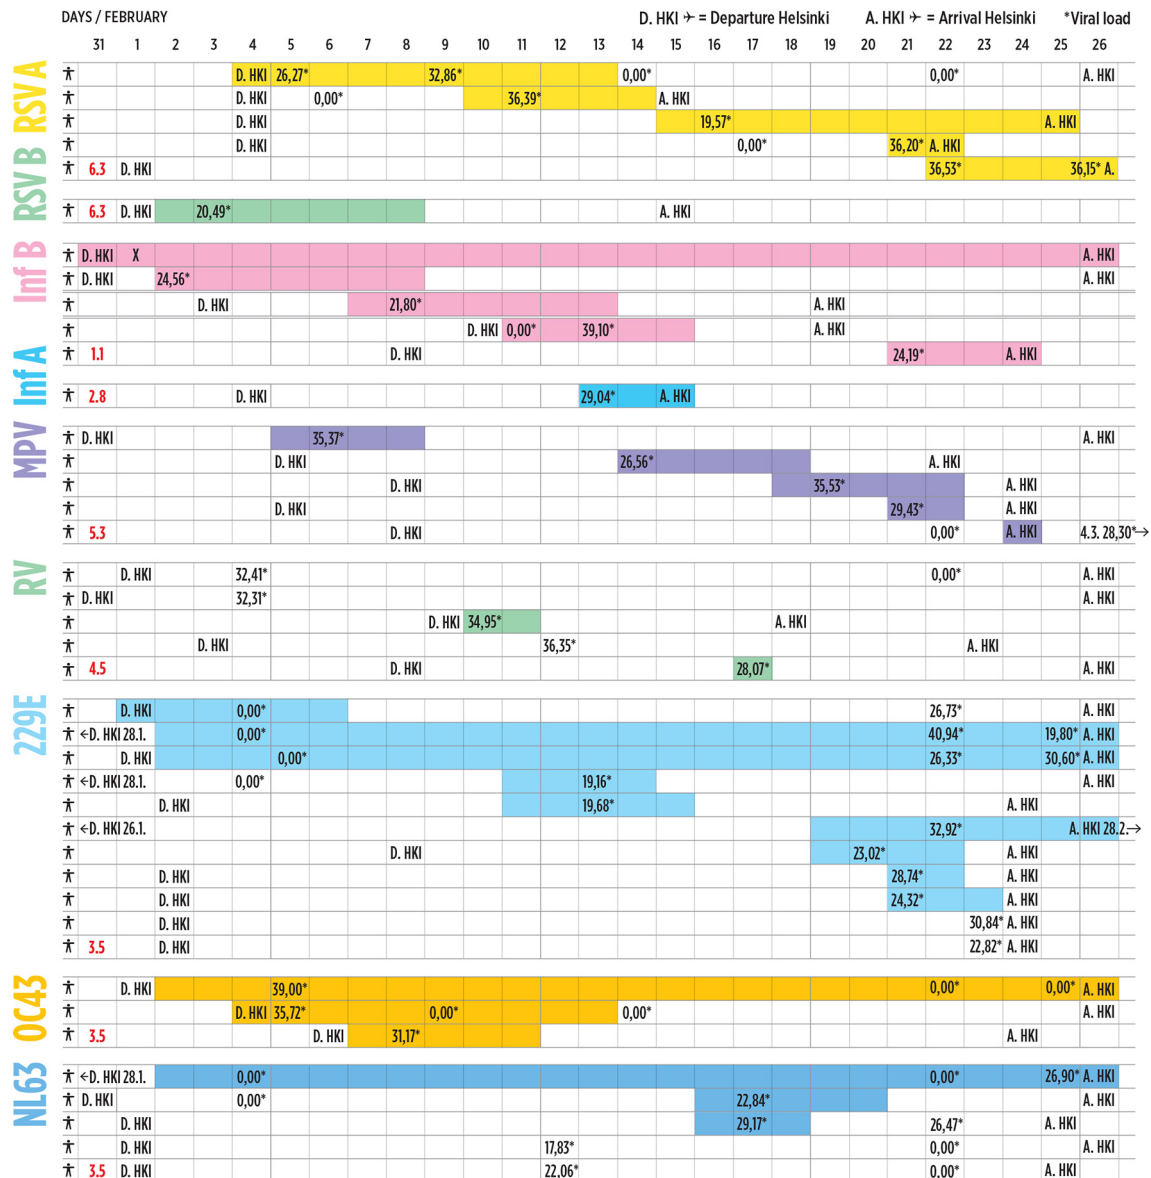 DAYS / FEBRUARY D. HKI ✈ = Departure Helsinki A. HKI ✈ = Arrival Helsinki *Viral load
31 1 2 3 4 5 6 7 8 9 10 11 12 13 14 15 16 17 18 19 20 21 22 23 24 25 26
RSV A
D. HKI 26,27* 32,86* 0,00* 0,00* A. HKI
D. HKI 0,00* 36,39* A. HKI
D. HKI 19,57* A. HKI
D. HKI 0,00* 36,20* A. HKI
6.3 D. HKI 36,53* 36,15* A.
RSV B
6.3 D. HKI 20,49* A. HKI
Inf B
D. HKI X A. HKI
D. HKI 24,56* A. HKI
D. HKI 21,80* A. HKI
D. HKI 0,00* 39,10* A. HKI
1.1 D. HKI 24,19* A. HKI
Inf A
2.8 D. HKI 29,04* A. HKI
MPV
D. HKI 35,37* A. HKI
D. HKI 26,56* A. HKI
D. HKI 35,53* A. HKI
D. HKI 29,43* A. HKI
5.3 D. HKI 0,00* A. HKI 4.3. 28,30*→
RV
D. HKI 32,41* 0,00* A. HKI
D. HKI 32,31* A. HKI
D. HKI 34,95* A. HKI
D. HKI 36,35* A. HKI
4.5 D. HKI 28,07* A. HKI
229E
D. HKI 0,00* 26,73* A. HKI
←D. HKI 28.1. 0,00* 40,94* 19,80* A. HKI
D. HKI 0,00* 26,33* 30,60* A. HKI
←D. HKI 28.1. 0,00* 19,16* A. HKI
D. HKI 19,68* A. HKI
←D. HKI 26.1. 32,92* A. HKI 28.2.→
D. HKI 23,02* A. HKI
D. HKI 28,74* A. HKI
D. HKI 24,32* A. HKI
D. HKI 30,84* A. HKI
3.5 D. HKI 22,82* A. HKI
OC43
D. HKI 39,00* 0,00* 0,00* A. HKI
D. HKI 35,72* 0,00* 0,00* A. HKI
3.5 D. HKI 31,17* A. HKI
NL63
←D. HKI 28.1. 0,00* 0,00* 26,90* A. HKI
D. HKI 0,00* 22,84* A. HKI
D. HKI 29,17* 26,47* A. HKI
D. HKI 17,83* 0,00* A. HKI
3.5 D. HKI 22,06* 0,00* A. HKI